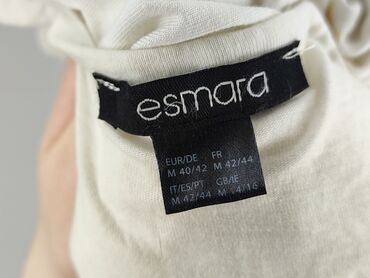 esmara
EUR/DE FR
M 40/42 M 42/44
IT/ES/PT GB/IE
M 42/44 M 14/16